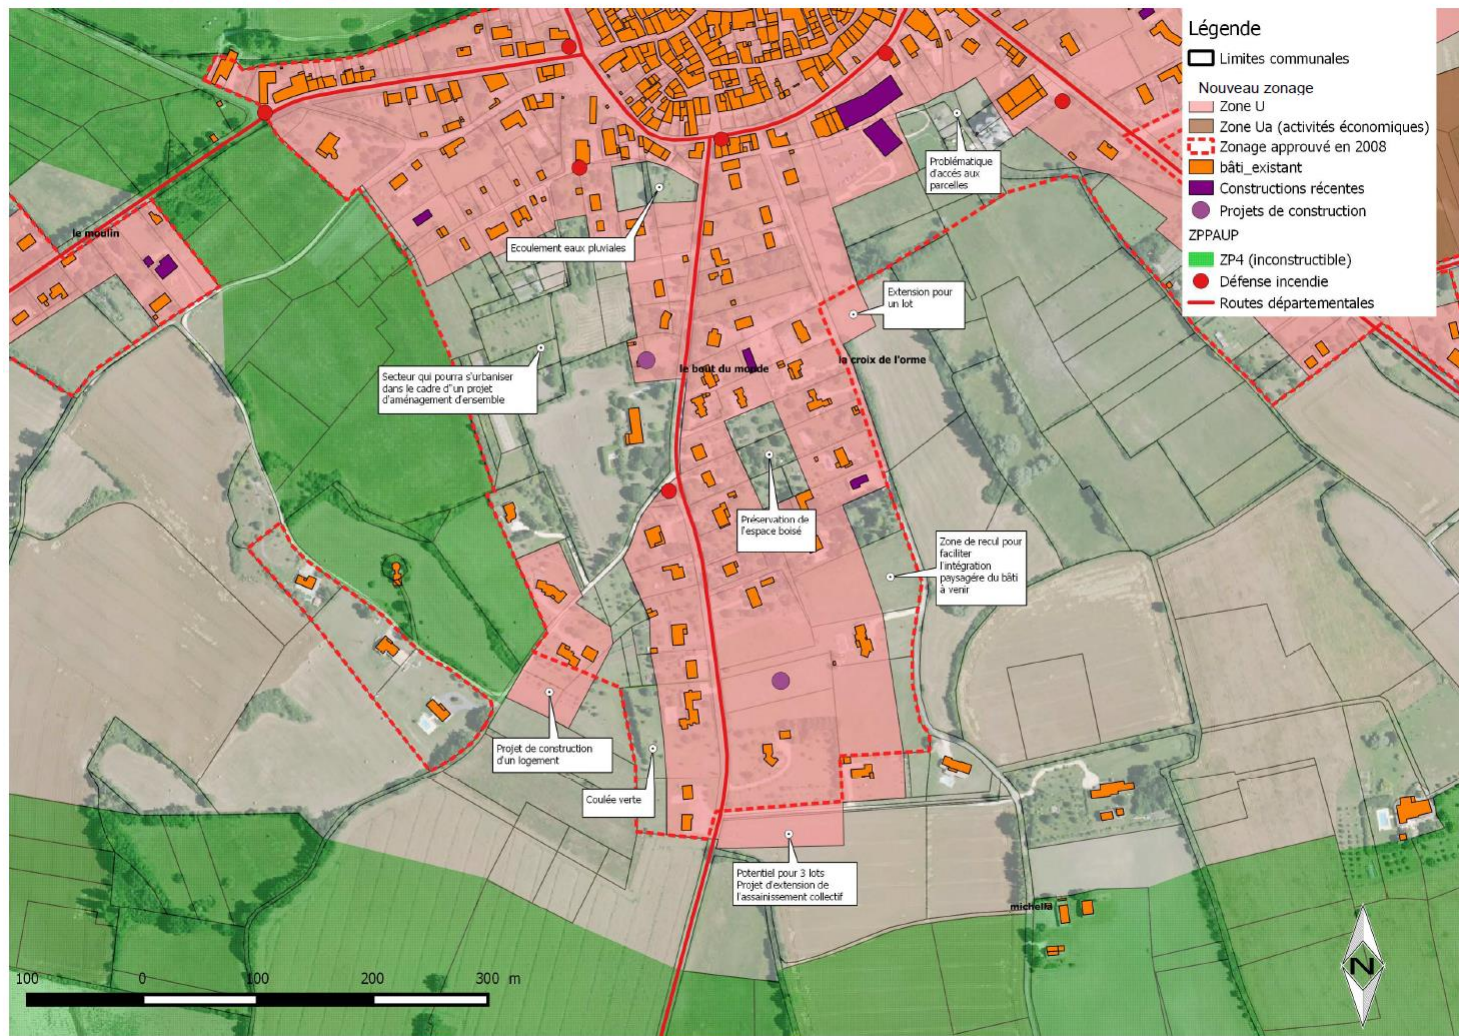 Légende
Limites communales
Nouveau zonage
Zone U
Zone Ua (activités économiques)
Zonage approuvé en 2008
bâti_existant
Constructions récentes
Projets de construction
ZPPAUP
ZP4 (inconstructible)
Défense incendie
Routes départementales
Problématique
d'accés aux
parcelles
le moulin
Ecoulement eaux pluviales
Extension pour
un lot
la croix de l'orme
le bout du monde
Secteur qui pourra s'urbaniser
dans le cadre d'un projet
d'aménagement d'ensemble
Préservation de
l'espace boisé
Zone de recul pour
faciliter
l'intégration
paysagére du bâti
à venir
Projet de construction
d'un logement
Coulée verte
Potentiel pour 3 lots
Projet d'extension de
l'assainissement collectif
michella
100 0 100 200 300 m
N